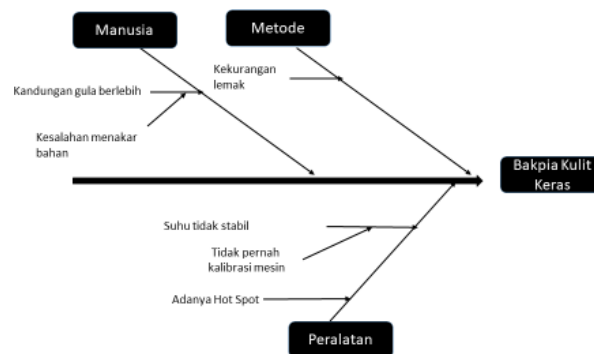 Manusia
Metode
Kekurangan
lemak
Kandungan gula berlebih
Kesalahan menakar
bahan
Bakpia Kulit
Keras
Suhu tidak stabil
Tidak pernah
kalibrasi mesin
Adanya Hot Spot
Peralatan